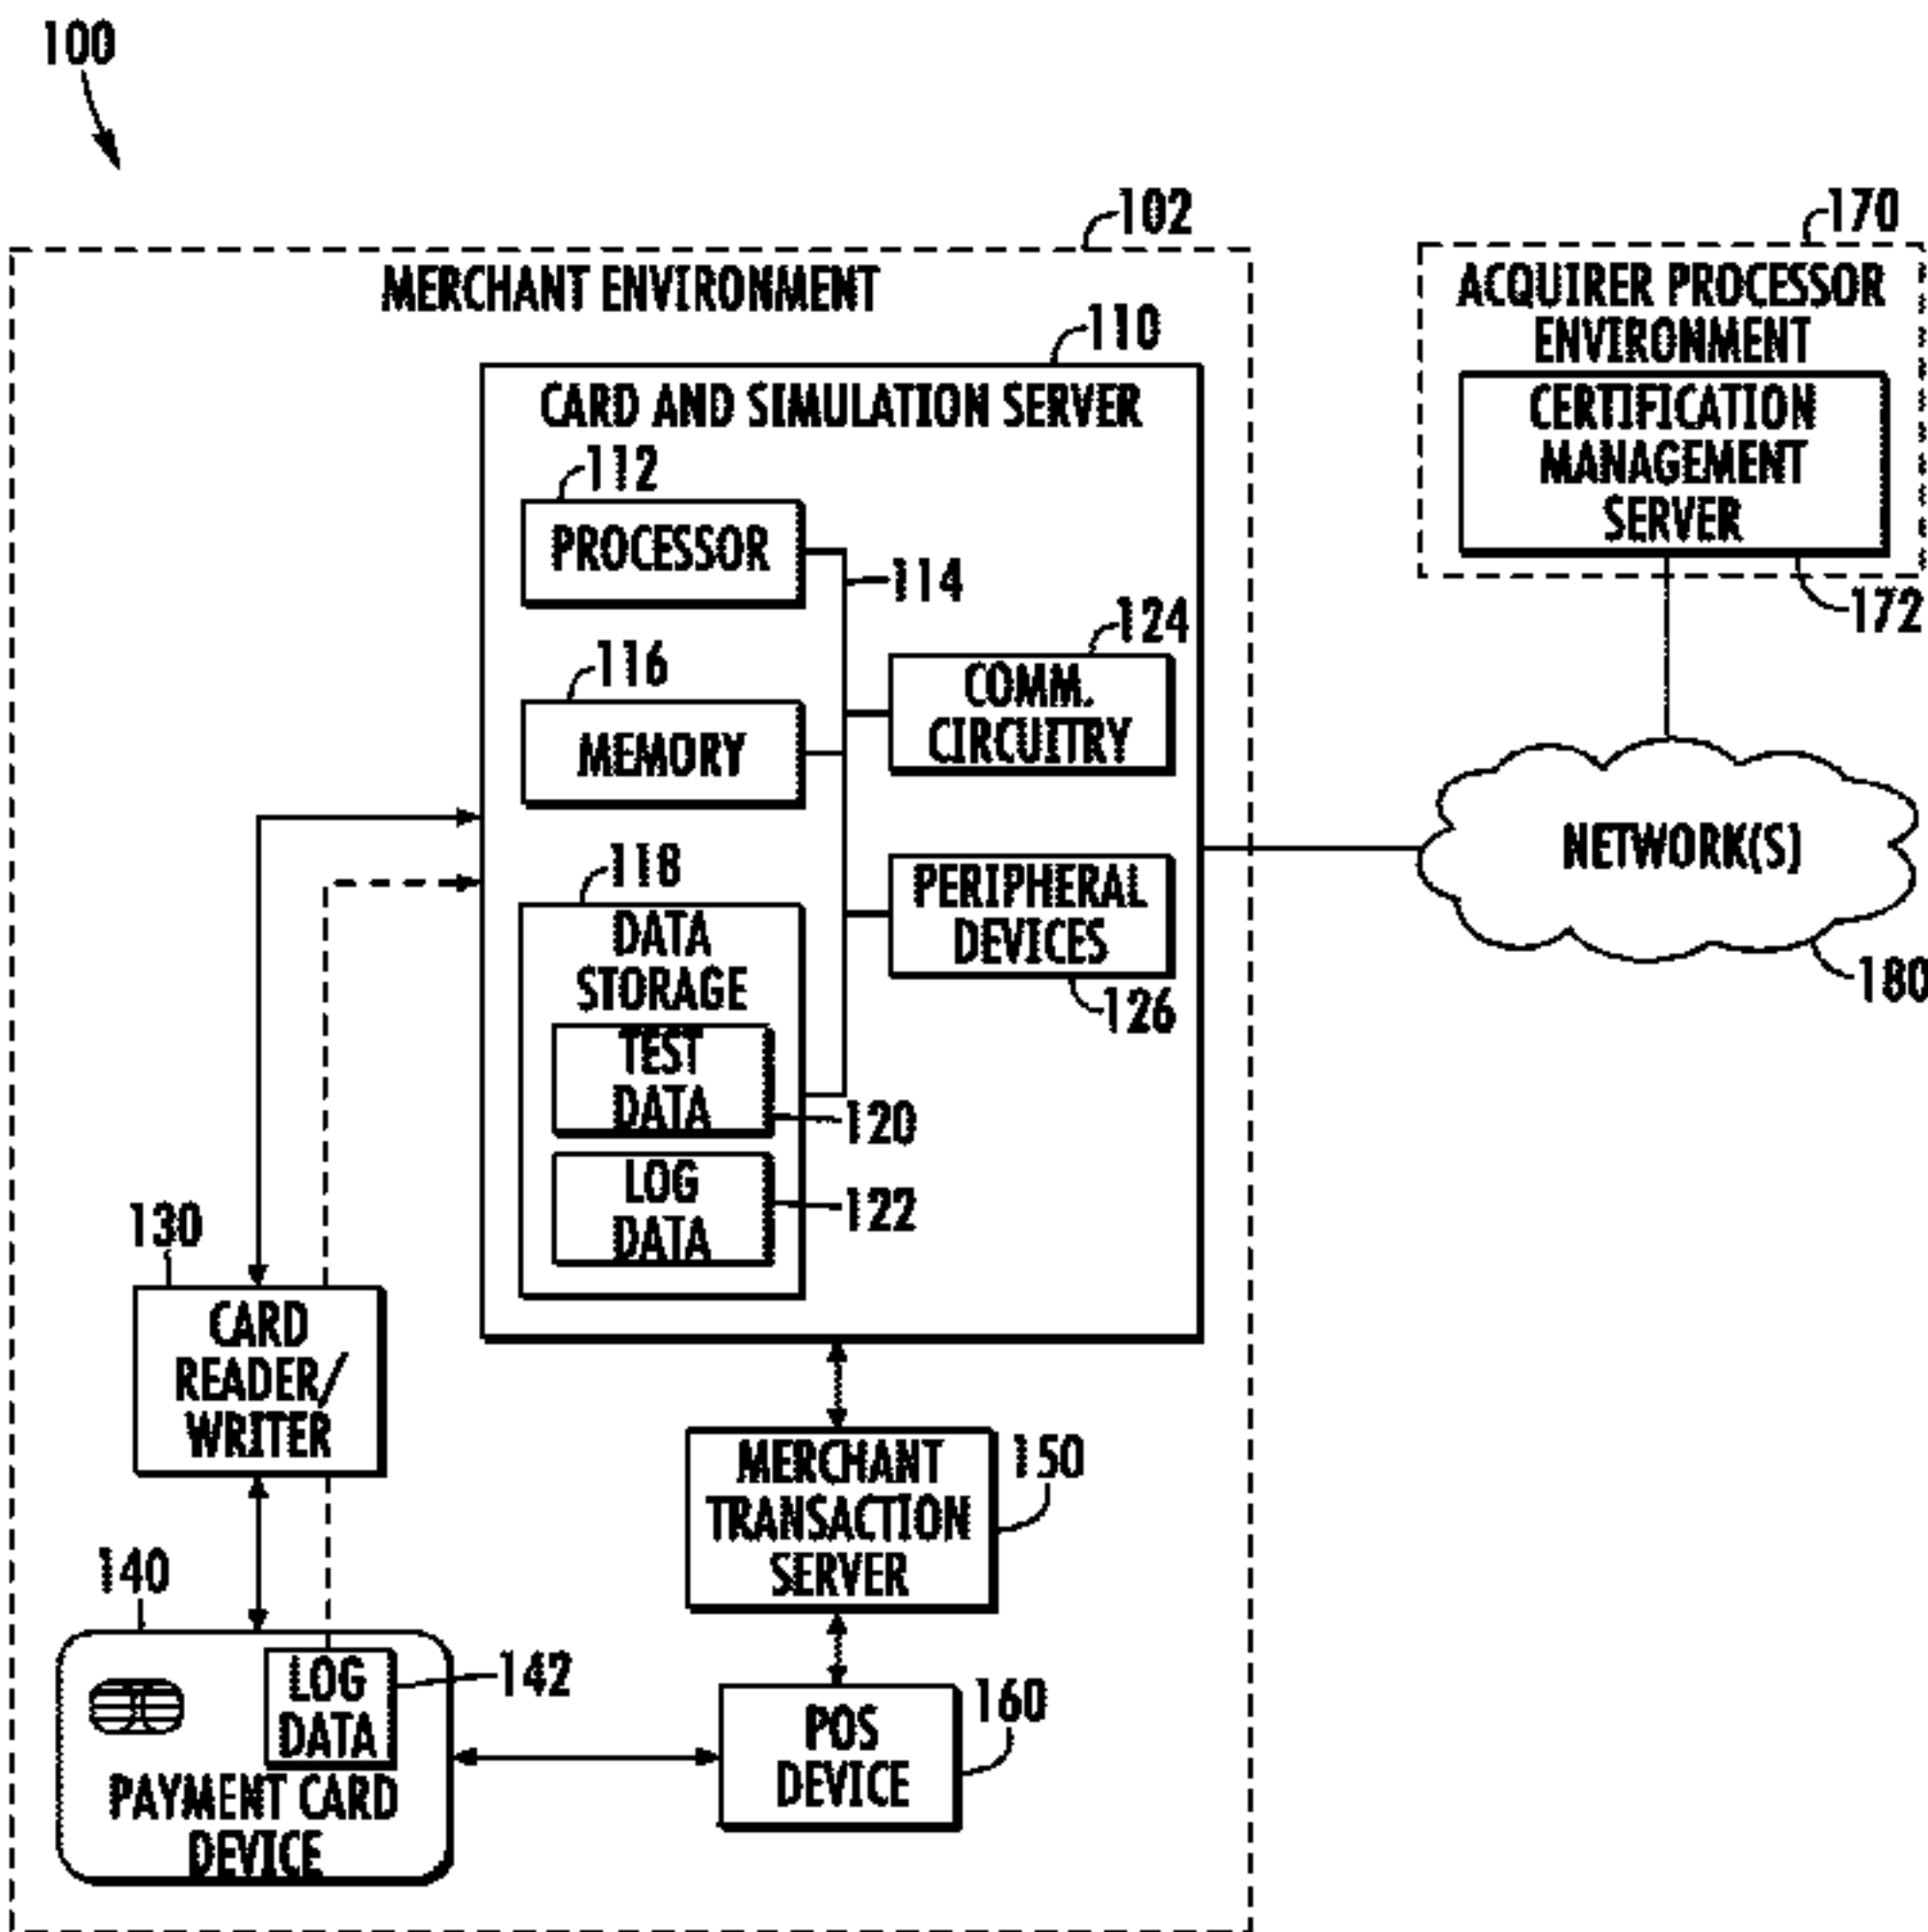 100
102
170
MERCHANT ENVIRONMENT
ACQUIRER PROCESSOR
ENVIRONMENT
110
CARD AND SIMULATION SERVER
CERTIFICATION
MANAGEMENT
SERVER
172
112
PROCESSOR
114
124
COMM.
CIRCUITRY
116
MEMORY
NETWORK(S)
180
118
DATA
STORAGE
PERIPHERAL
DEVICES
126
TEST
DATA
120
LOG
DATA
122
130
CARD
READER/
WRITER
MERCHANT
TRANSACTION
SERVER
150
140
LOG
DATA
142
PAYMENT CARD
DEVICE
POS
DEVICE
160